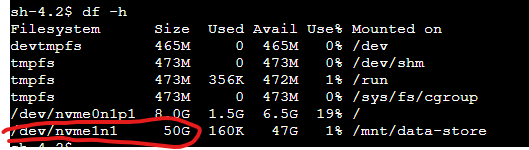 sh-4.2$ df -h
Filesystem      Size  Used Avail Use% Mounted on
devtmpfs        465M     0  465M   0% /dev
tmpfs           473M     0  473M   0% /dev/shm
tmpfs           473M  356K  472M   1% /run
tmpfs           473M     0  473M   0% /sys/fs/cgroup
/dev/nvme0n1p1  8.0G  1.5G  6.5G  19% /
/dev/nvme1n1     50G  160K   47G   1% /mnt/data-store
sh-4.2$